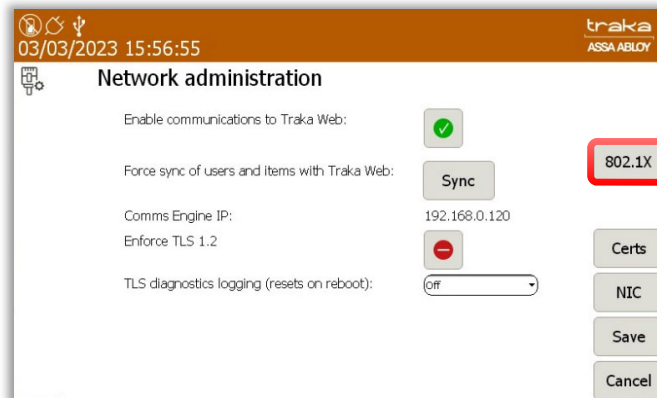 03/03/2023 15:56:55
traka
ASSA ABLOY
Network administration
Enable communications to Traka Web:
Force sync of users and items with Traka Web:
Sync
802.1X
Comms Engine IP:
192.168.0.120
Enforce TLS 1.2
Certs
TLS diagnostics logging (resets on reboot):
Off
NIC
Save
Cancel